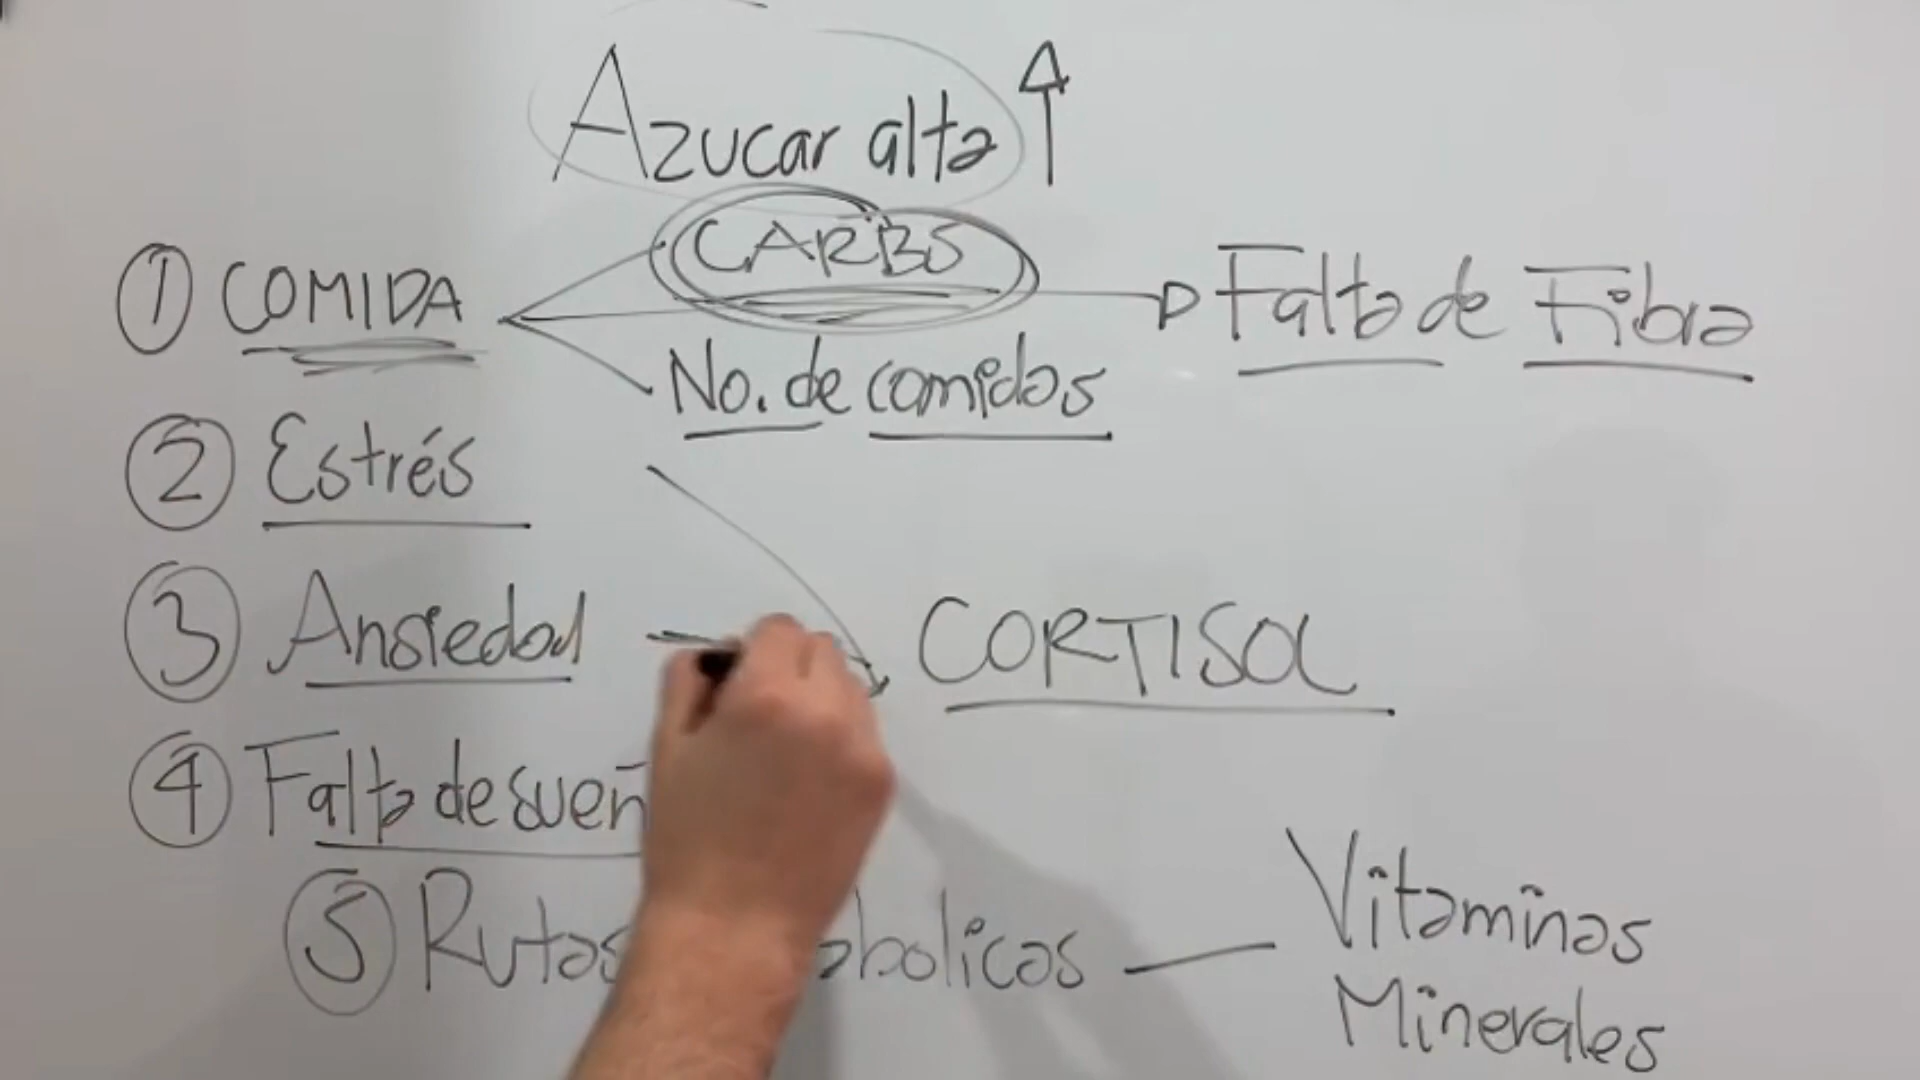 Azucar alta
① COMIDA
CARBS
Falta de Fibra
No. de comidas
② Estrés
③ Ansiedad
CORTISOL
④ Falta de sueñ
⑤ Rutas abolicas
Vitaminas
Minerales